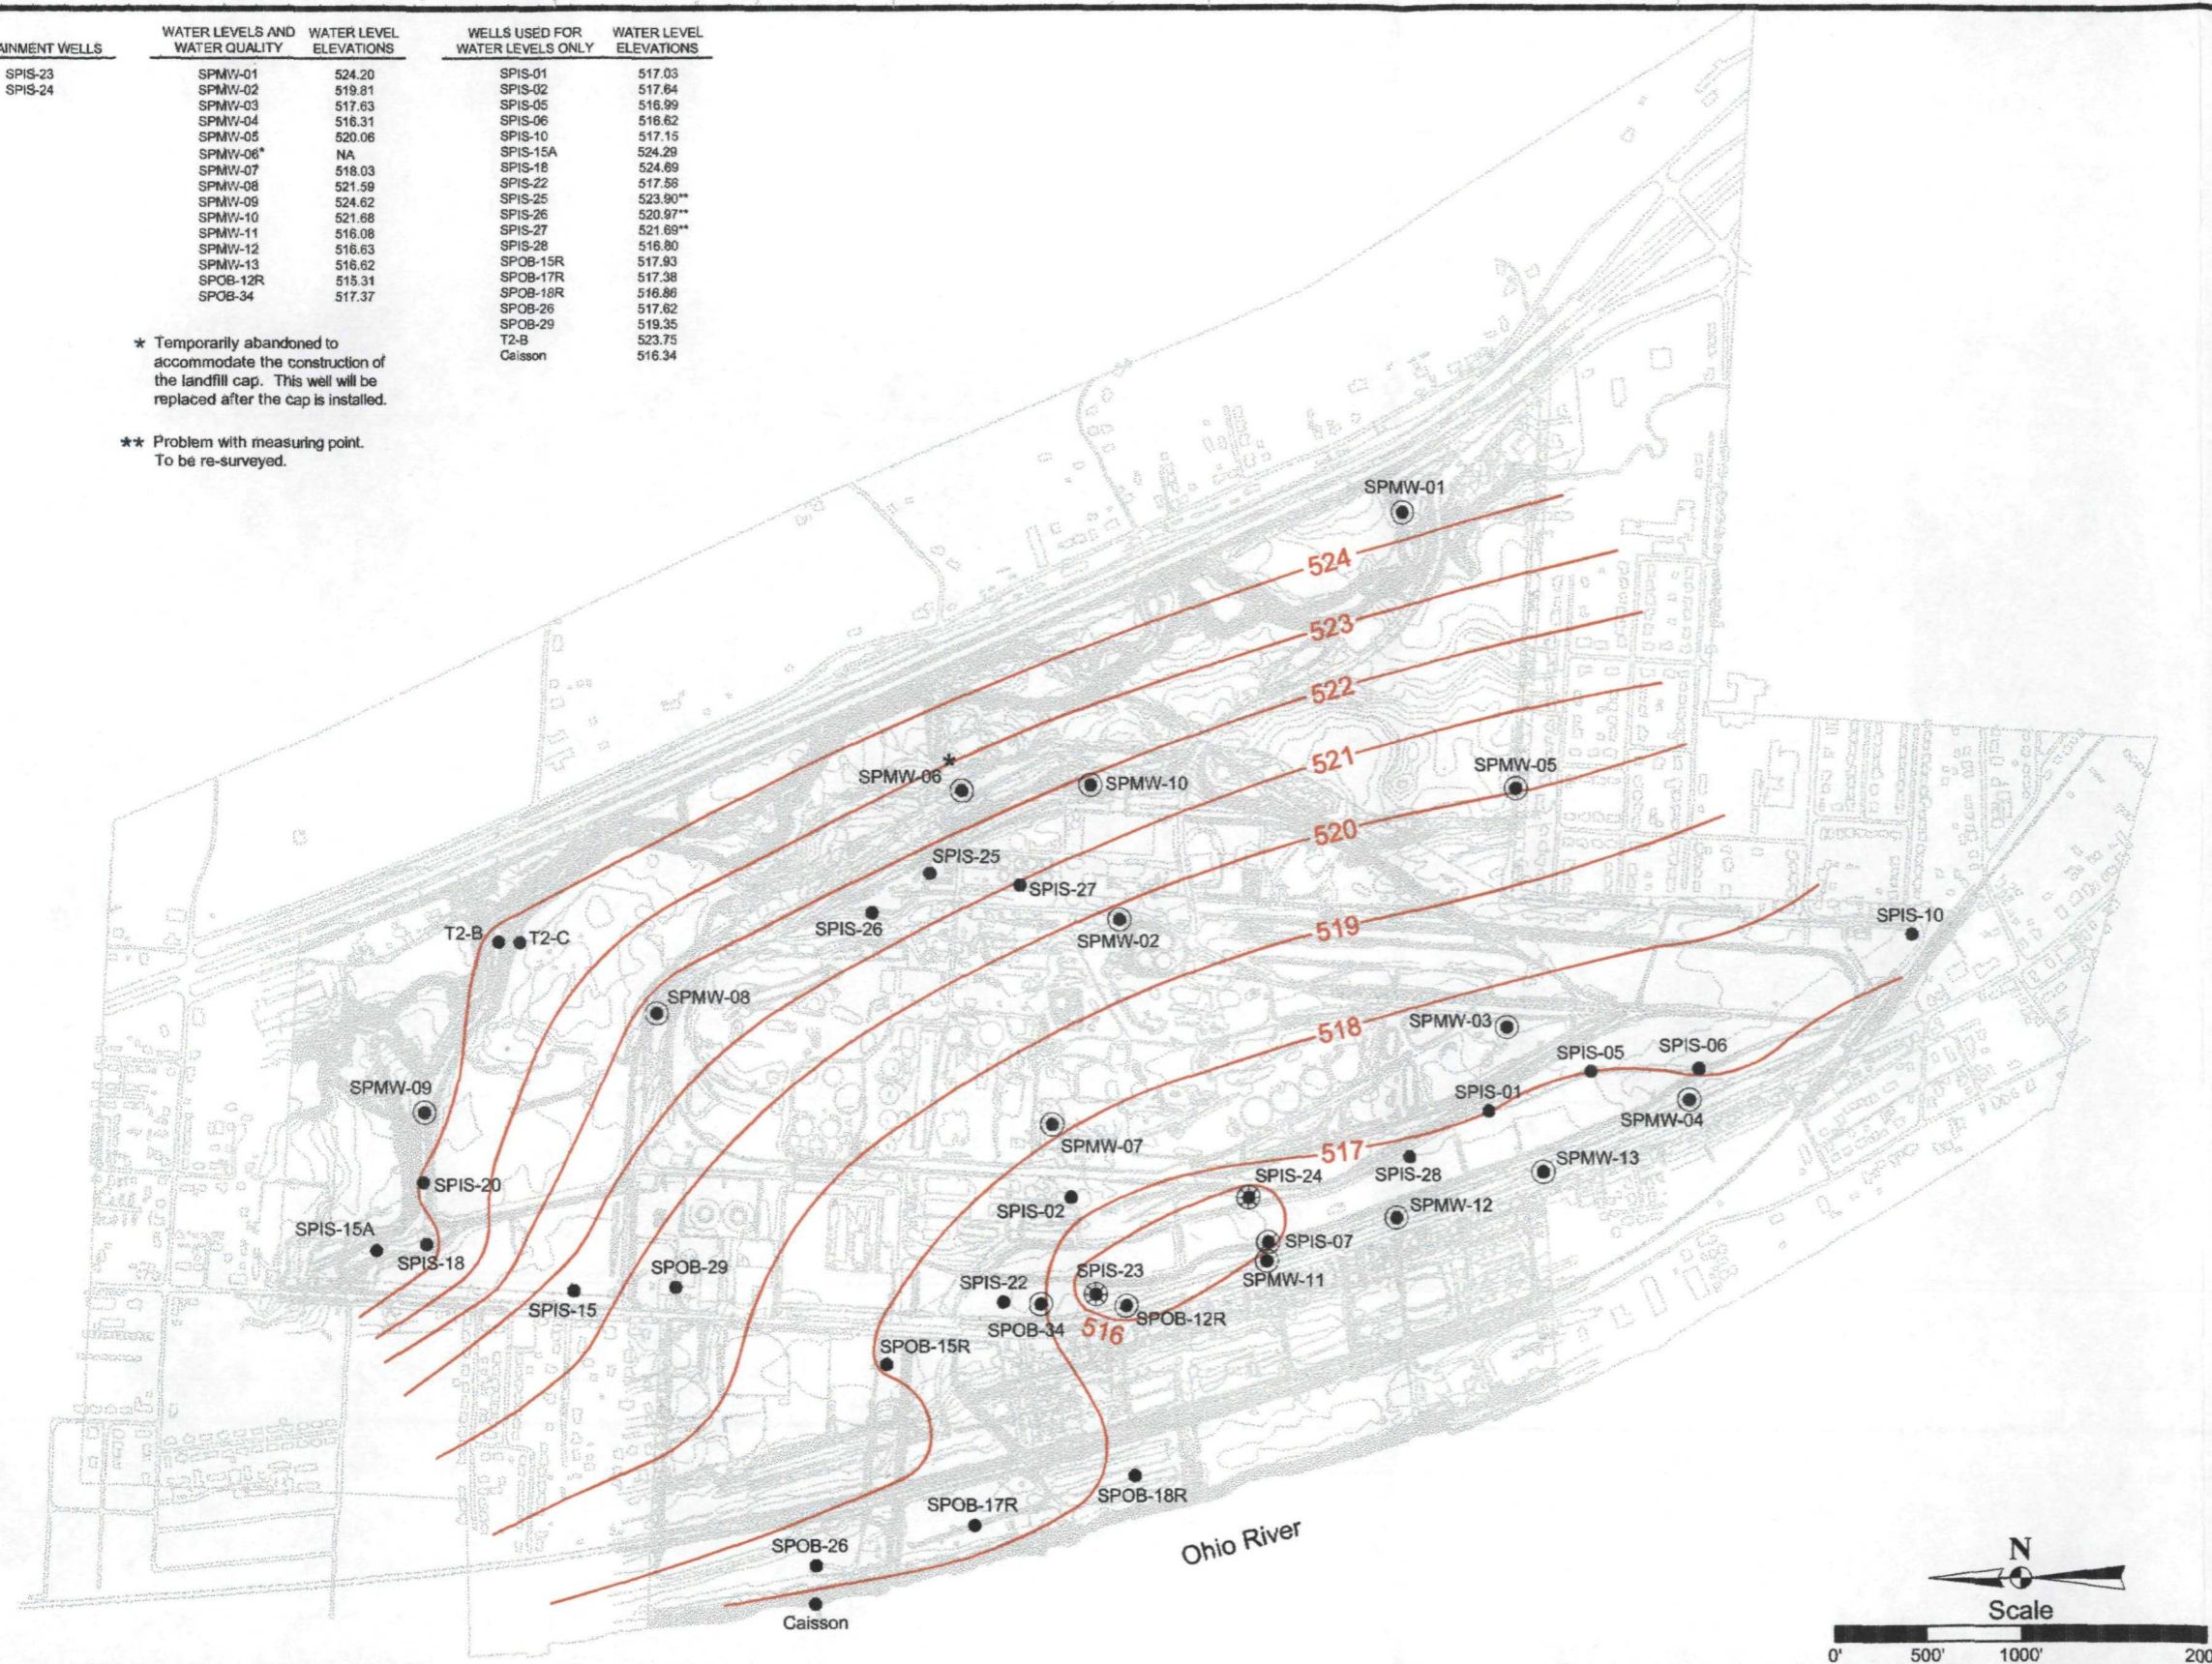 AINMENT WELLS
SPIS-23
SPIS-24
WATER LEVELS AND WATER LEVEL
WATER QUALITY ELEVATIONS
SPMW-01 524.20
SPMW-02 519.81
SPMW-03 517.63
SPMW-04 516.31
SPMW-05 520.06
SPMW-06* NA
SPMW-07 518.03
SPMW-08 521.59
SPMW-09 524.62
SPMW-10 521.68
SPMW-11 516.08
SPMW-12 516.63
SPMW-13 516.62
SPOB-12R 515.31
SPOB-34 517.37
WELLS USED FOR WATER LEVEL
WATER LEVELS ONLY ELEVATIONS
SPIS-01 517.03
SPIS-02 517.64
SPIS-05 516.99
SPIS-06 516.62
SPIS-10 517.15
SPIS-15A 524.29
SPIS-18 524.69
SPIS-22 517.58
SPIS-25 523.90**
SPIS-26 520.97**
SPIS-27 521.69**
SPIS-28 516.80
SPOB-15R 517.93
SPOB-17R 517.38
SPOB-18R 516.86
SPOB-26 517.62
SPOB-29 519.35
T2-B 523.75
Caisson 516.34
* Temporarily abandoned to
accommodate the construction of
the landfill cap. This well will be
replaced after the cap is installed.
** Problem with measuring point.
To be re-surveyed.
SPMW-01
524
523
522
521
SPMW-05
*
SPMW-06
SPMW-10
520
SPIS-25
SPIS-27
SPIS-26
SPMW-02
519
SPIS-10
T2-B
T2-C
SPMW-08
518
SPMW-03
SPIS-05
SPIS-06
SPMW-09
SPIS-01
SPMW-04
SPMW-07
517
SPIS-28
SPMW-13
SPIS-24
SPIS-20
SPIS-02
SPMW-12
SPIS-15A
SPIS-18
SPIS-07
SPOB-29
SPIS-22
SPIS-23
SPMW-11
SPIS-15
SPOB-34
516
SPOB-12R
SPOB-15R
SPOB-17R
SPOB-18R
SPOB-26
Ohio River
Caisson
N
Scale
0' 500' 1000' 200